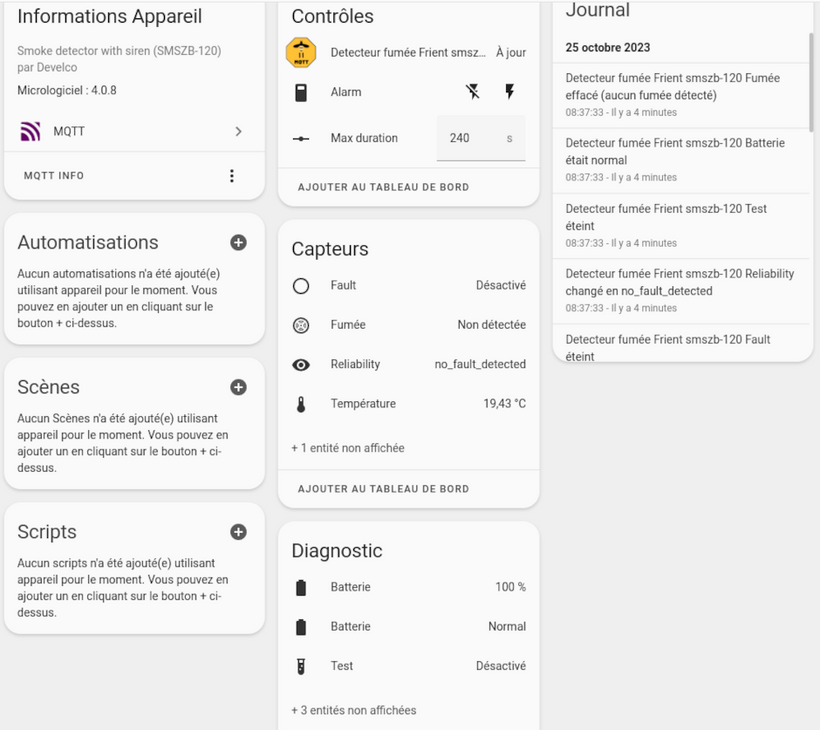 Informations Appareil
Smoke detector with siren (SMSZB-120)
par Develco
Micrologiciel : 4.0.8
MQTT
MQTT INFO
Automatisations
Aucun automatisations n'a été ajouté(e)
utilisant appareil pour le moment. Vous
pouvez en ajouter un en cliquant sur le
bouton + ci-dessus.
Scènes
Aucun Scènes n'a été ajouté(e) utilisant
appareil pour le moment. Vous pouvez en
ajouter un en cliquant sur le bouton + ci-
dessus.
Scripts
Aucun scripts n'a été ajouté(e) utilisant
appareil pour le moment. Vous pouvez en
ajouter un en cliquant sur le bouton + ci-
dessus.
Contrôles
MQTT
Detecteur fumée Frient smsz... À jour
Alarm
Max duration 240 s
AJOUTER AU TABLEAU DE BORD
Capteurs
Fault Désactivé
Fumée Non détectée
Reliability no_fault_detected
Température 19,43 °C
+ 1 entité non affichée
AJOUTER AU TABLEAU DE BORD
Diagnostic
Batterie 100 %
Batterie Normal
Test Désactivé
+ 3 entités non affichées
Journal
25 octobre 2023
Detecteur fumée Frient smszb-120 Fumée
effacé (aucun fumée détecté)
08:37:33 - Il y a 4 minutes
Detecteur fumée Frient smszb-120 Batterie
était normal
08:37:33 - Il y a 4 minutes
Detecteur fumée Frient smszb-120 Test
éteint
08:37:33 - Il y a 4 minutes
Detecteur fumée Frient smszb-120 Reliability
changé en no_fault_detected
08:37:33 - Il y a 4 minutes
Detecteur fumée Frient smszb-120 Fault
éteint